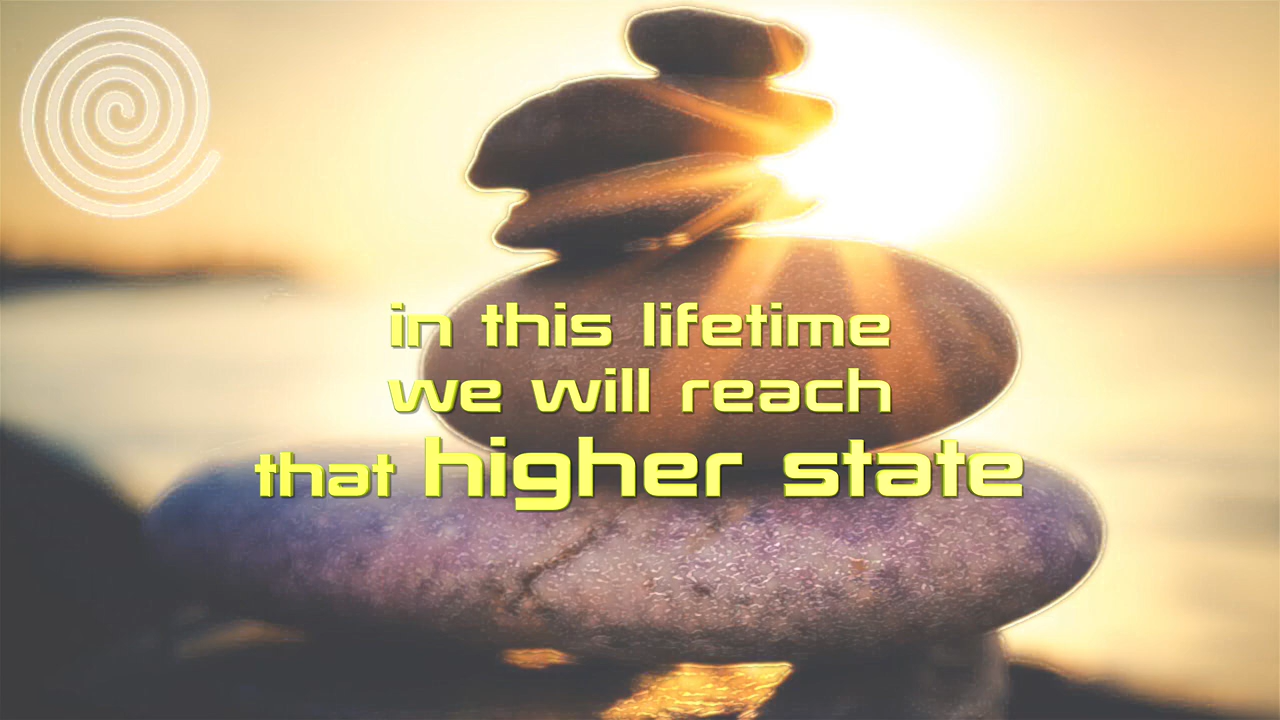 in this lifetime
we will reach
that higher state